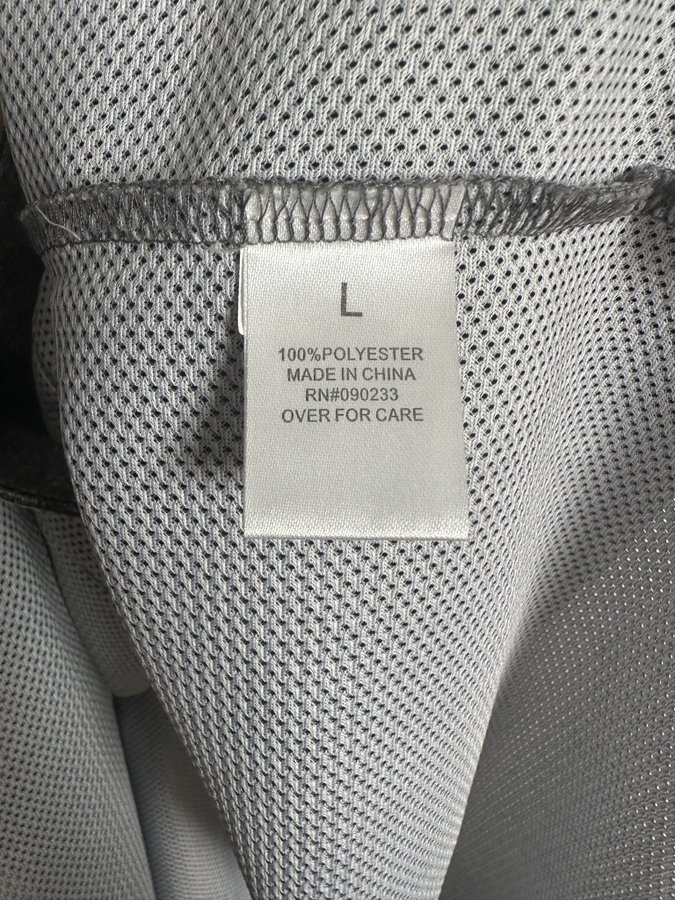 L
100%POLYESTER
MADE IN CHINA
RN#090233
OVER FOR CARE